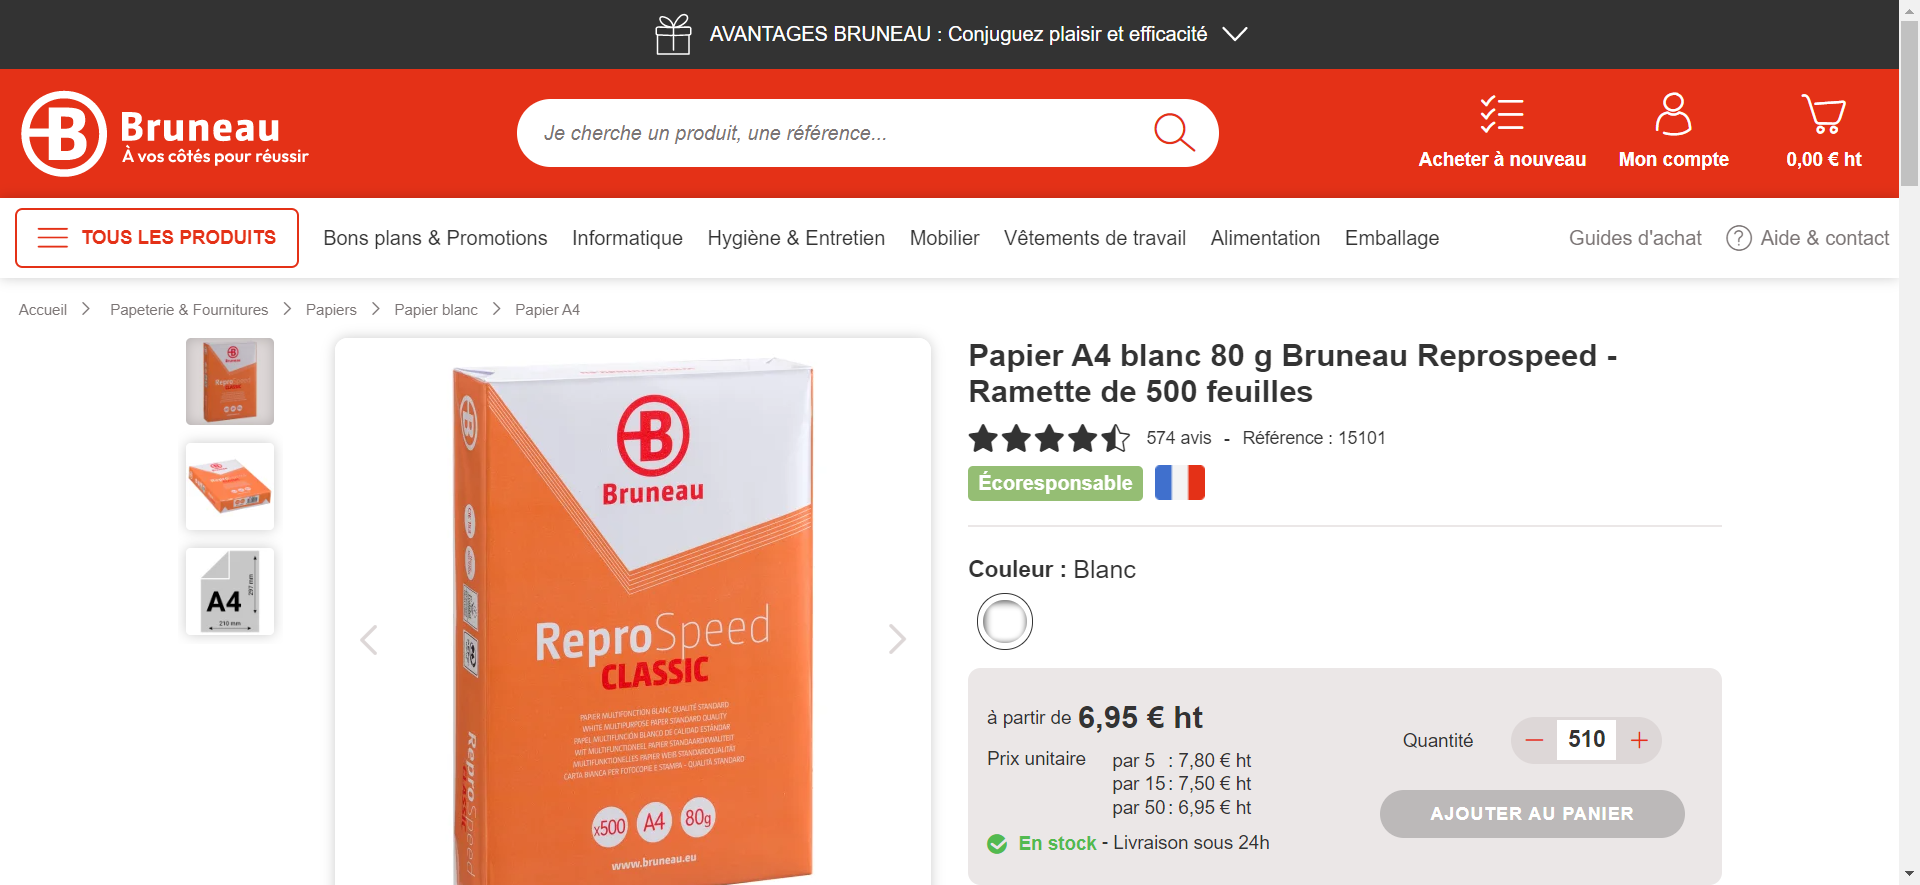 AVANTAGES BRUNEAU : Conjuguez plaisir et efficacité
Bruneau
À vos côtés pour réussir
Je cherche un produit, une référence...
Acheter à nouveau
Mon compte
0,00 € ht
TOUS LES PRODUITS
Bons plans & Promotions
Informatique
Hygiène & Entretien
Mobilier
Vêtements de travail
Alimentation
Emballage
Guides d'achat
? Aide & contact
Accueil > Papeterie & Fournitures > Papiers > Papier blanc > Papier A4
A4
297 mm
210 mm
B
Bruneau
ReproSpeed
CLASSIC
PAPIER MULTIFONCTION BLANC QUALITÉ STANDARD
WHITE MULTIPURPOSE PAPER STANDARD QUALITY
PAPEL MULTIFUNCIÓN BLANCO DE CALIDAD ESTÁNDAR
WIT MULTIFUNCTIONEEL PAPIER STANDAARDKWALITEIT
MULTIFUNKTIONELLES PAPIER WEIß STANDARDQUALITÄT
CARTA BIANCA PER FOTOCOPIE E STAMPA - QUALITÀ STANDARD
x500 A4 80g
www.bruneau.eu
ReproSpeed
CLASSIC
Papier A4 blanc 80 g Bruneau Reprospeed -
Ramette de 500 feuilles
574 avis - Référence : 15101
Écoresponsable
Couleur : Blanc
à partir de 6,95 € ht
Prix unitaire
par 5 : 7,80 € ht
par 15 : 7,50 € ht
par 50 : 6,95 € ht
En stock - Livraison sous 24h
Quantité
510
AJOUTER AU PANIER